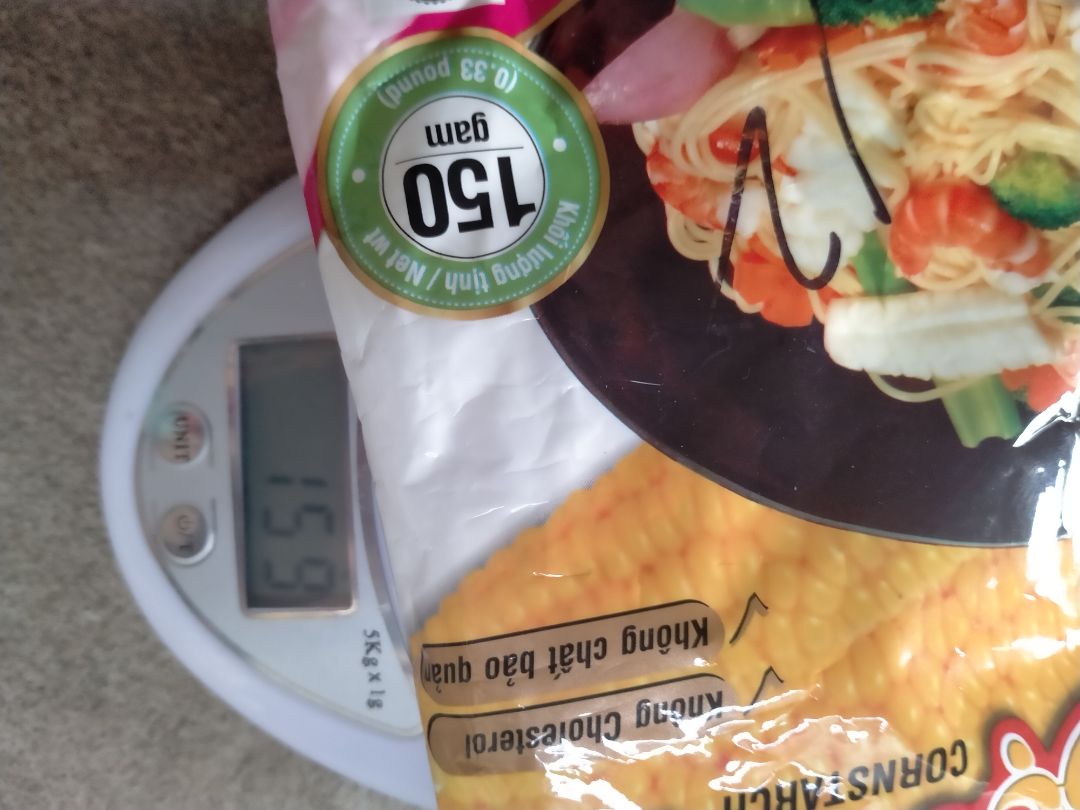 Khối lượng tịnh / Net wt
150
gam
(0.33 pound)
CORNSTARCH
Không Cholesterol
Không chất bảo quản
159
UNIT
5Kg x 1g